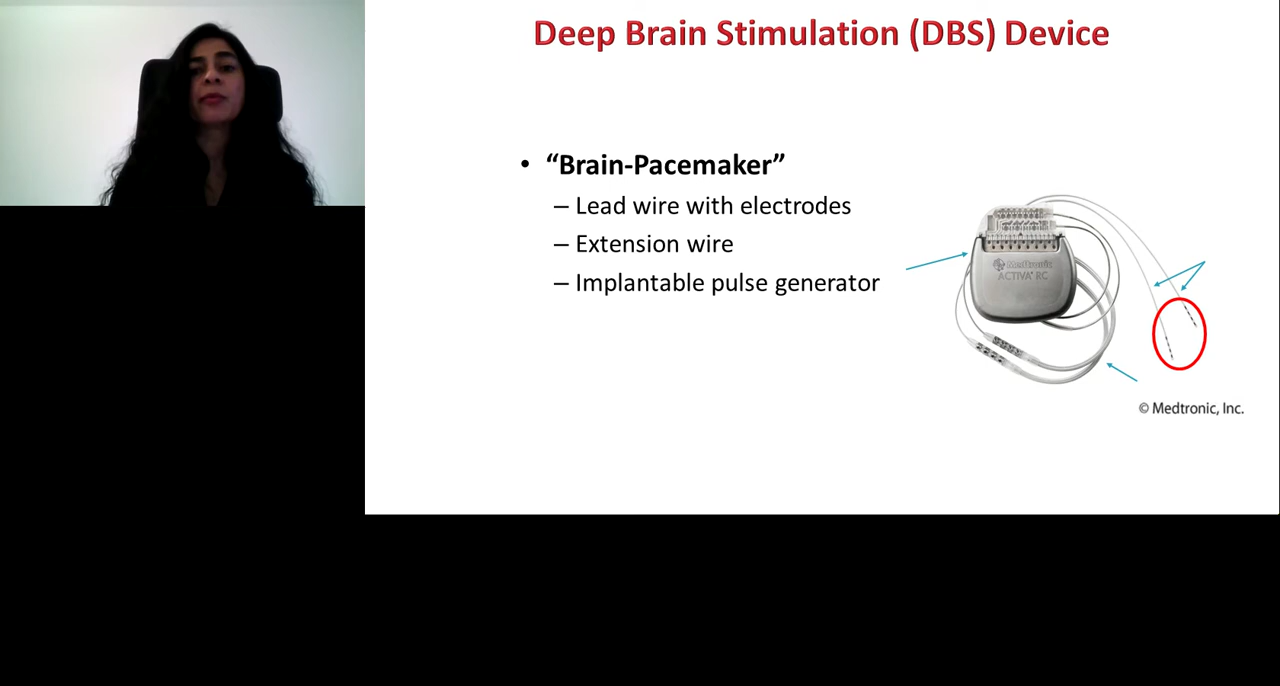 Deep Brain Stimulation (DBS) Device
• “Brain-Pacemaker”
– Lead wire with electrodes
– Extension wire
– Implantable pulse generator
Medtronic
ACTIVA® RC
© Medtronic, Inc.